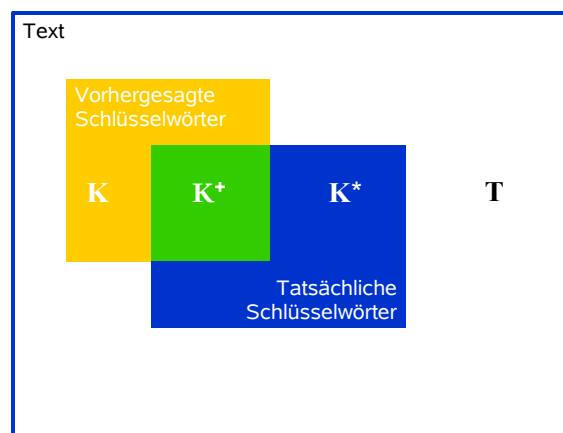 Text
Vorhergesagte
Schlüsselwörter
K K⁺ K* T
Tatsächliche
Schlüsselwörter